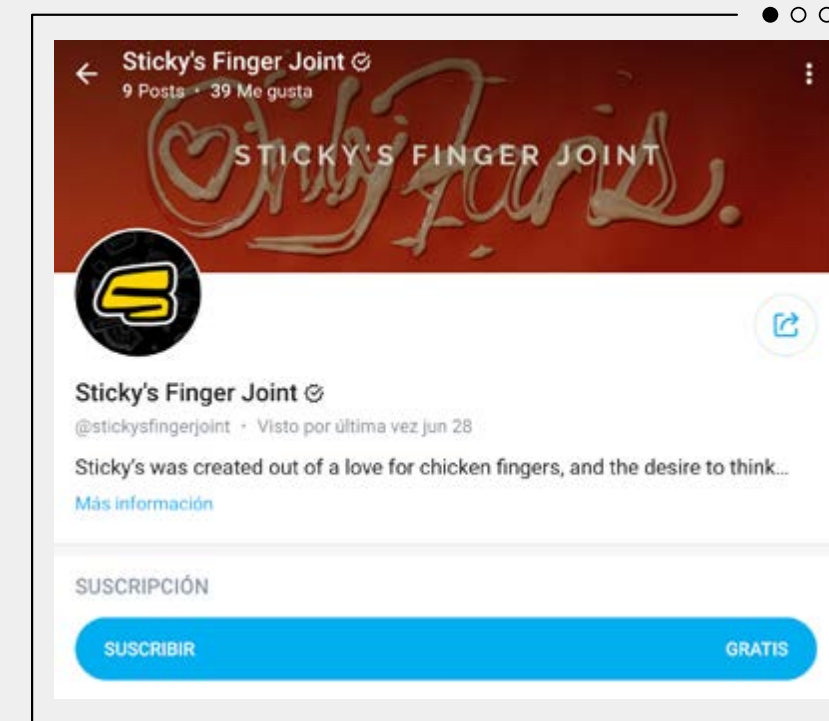 Sticky's Finger Joint
9 Posts · 39 Me gusta
OnlyFans.
STICKY'S FINGER JOINT
Sticky's Finger Joint
@stickysfingerjoint · Visto por última vez jun 28
Sticky's was created out of a love for chicken fingers, and the desire to think...
Más información
SUSCRIPCIÓN
SUSCRIBIR GRATIS